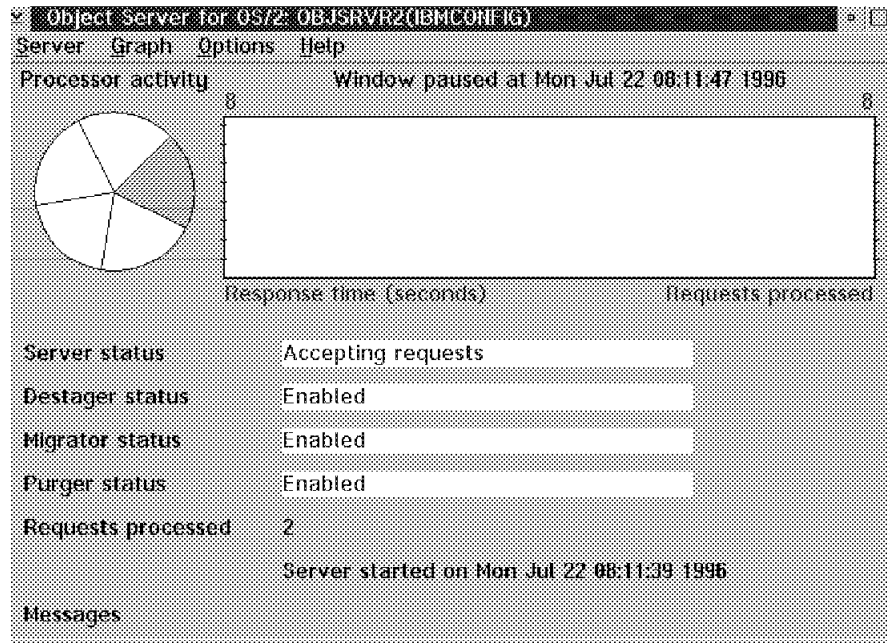 Object Server for OS/2: OBJSRVR2(IBMCONFIG)
Server Graph Options Help
Processor activity
Window paused at Mon Jul 22 08:11:47 1996
8 8
Response time (seconds) Requests processed
Server status Accepting requests
Destager status Enabled
Migrator status Enabled
Purger status Enabled
Requests processed 2
Server started on Mon Jul 22 08:11:39 1996
Messages